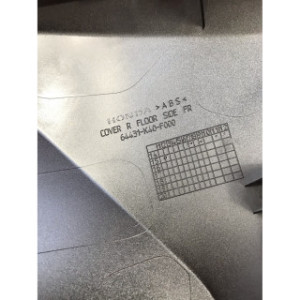 HONDA >ABS<
COVER R FLOOR SIDE FR
64431-K40-F000